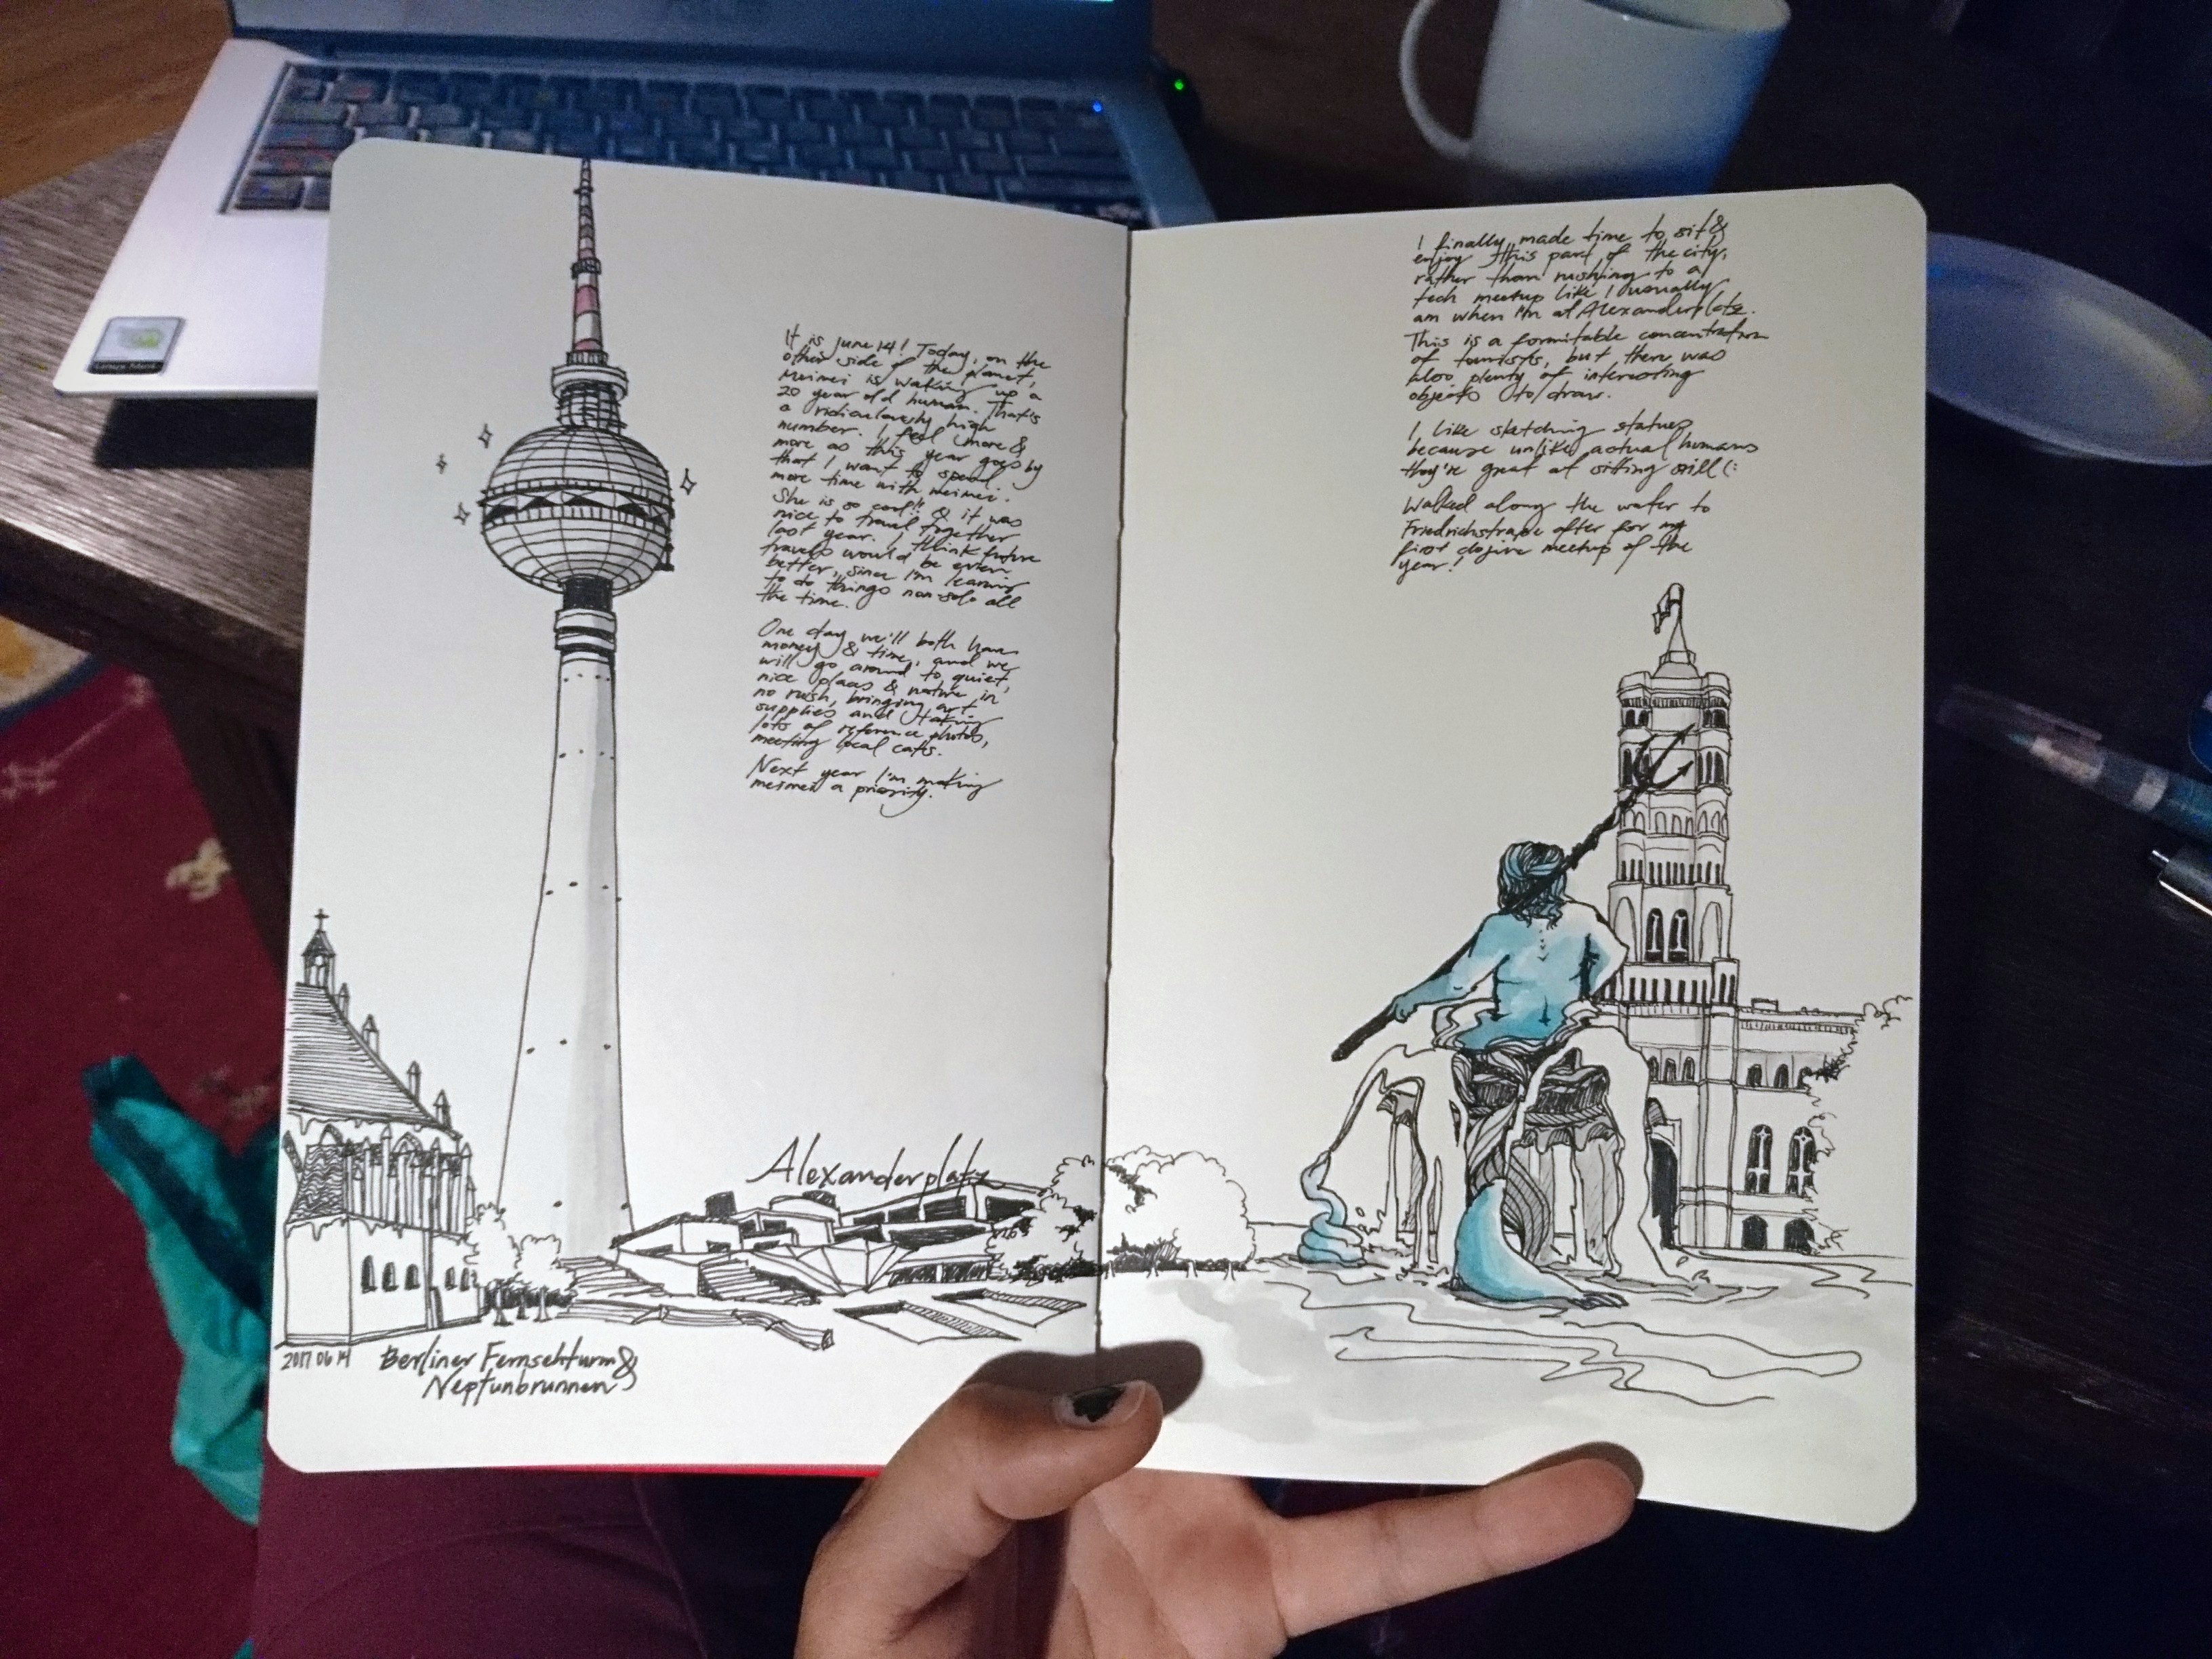 It is june 14! Today, on the
other side of the planet,
meimei is waking up a
20 year old human. That's
a ridiculously high
number. I feel more &
more as this year goes by
that I want to spend
more time with meimei.
She is so cool!! & it was
nice to travel together
last year. I think future
travels would be even
better, since I'm learning
to do things non-solo all
the time.
One day we'll both have
money & time, and we
will go around to quiet,
nice places & nature in
no rush, bringing art
supplies and taking
lots of reference photos,
meeting local cats.
Next year I'm making
meimei a priority.
Alexanderplatz
2017 06 14
Berliner Fernsehturm &
Neptunbrunnen
I finally made time to sit &
enjoy this part of the city,
rather than rushing to a
tech meetup like I usually
am when I'm at Alexanderplatz.
This is a formitable concentration
of tourists, but there was
also plenty of interesting
objects to draw.
I like sketching statues
because unlike actual humans
they're great at sitting still (:
Walked along the water to
Friedrichstraße after for my
first clojure meetup of the
year!